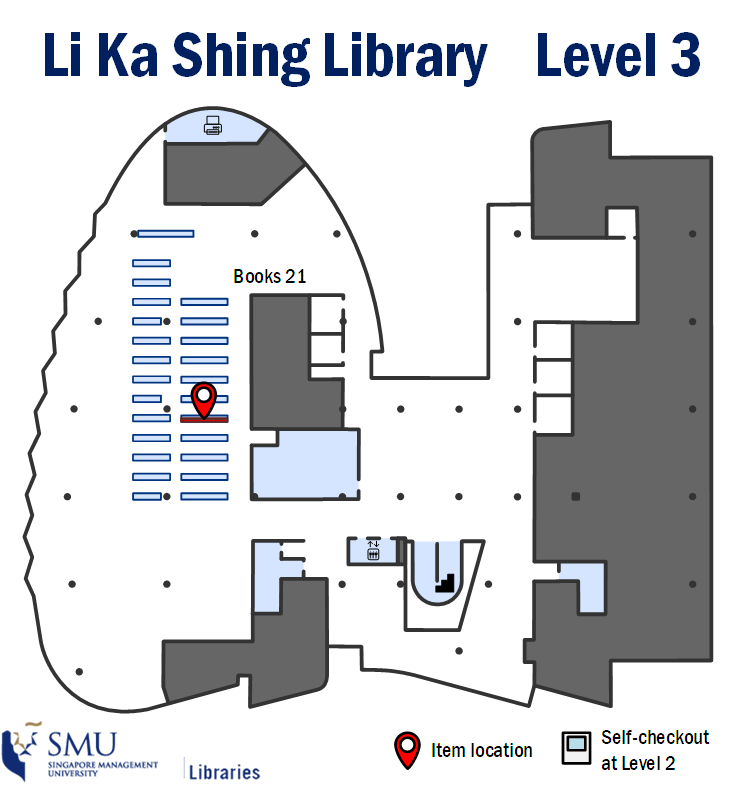 Li Ka Shing Library Level 3
Books 21
Item location
Self-checkout
at Level 2
SMU
SINGAPORE MANAGEMENT
UNIVERSITY
Libraries